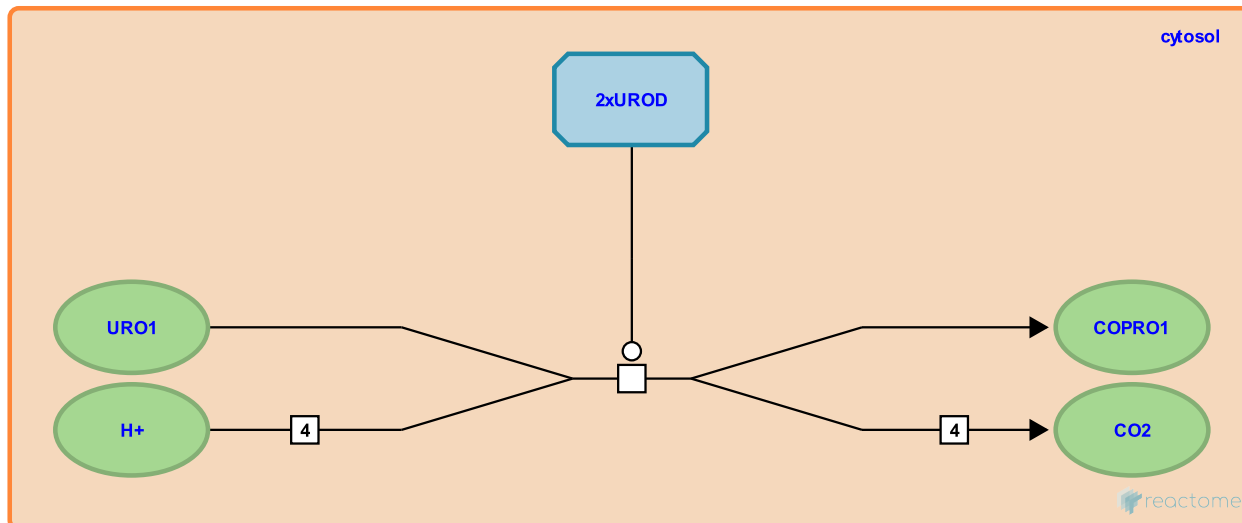 cytosol
2xUROD
URO1
COPRO1
H+
4
4
CO2
reactome